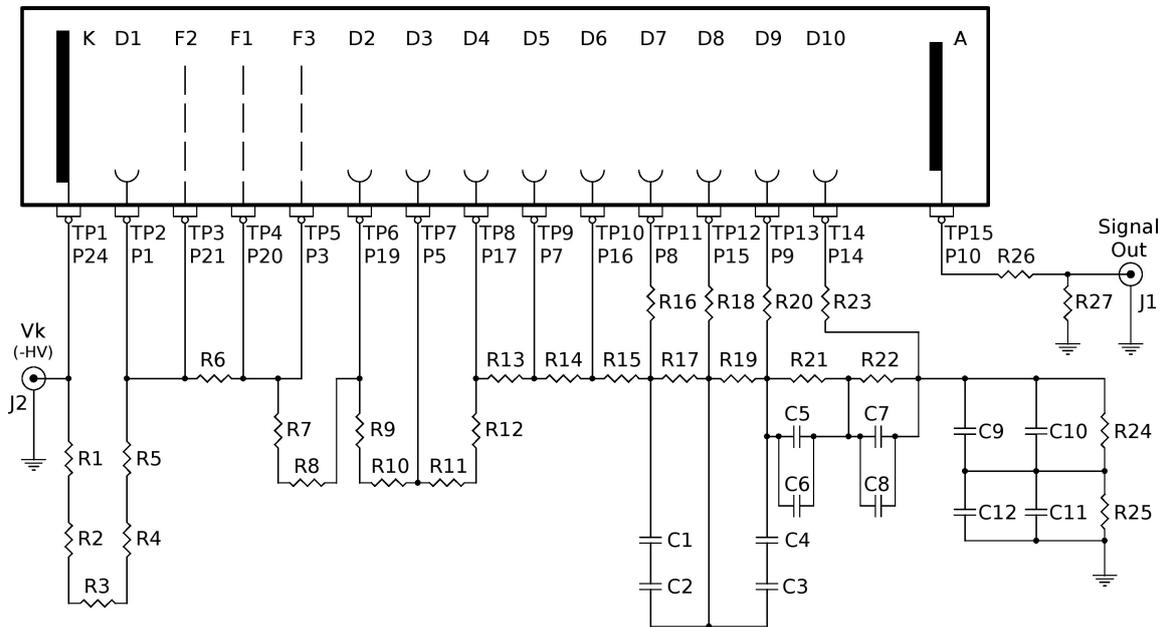 K D1 F2 F1 F3 D2 D3 D4 D5 D6 D7 D8 D9 D10 A
TP1 TP2 TP3 TP4 TP5 TP6 TP7 TP8 TP9 TP10 TP11 TP12 TP13 T14 TP15
P24 P1 P21 P20 P3 P19 P5 P17 P7 P16 P8 P15 P9 P14 P10
Signal
Out
R26
R16 R18 R20 R23 R27 J1
Vk
(-HV)
R6 R13 R14 R15 R17 R19 R21 R22
J2
C5 C7
R7 R9 R12 C9 C10 R24
R1 R5 R8 R10 R11
C6 C8
C12 C11 R25
R2 R4 C1 C4
R3 C2 C3